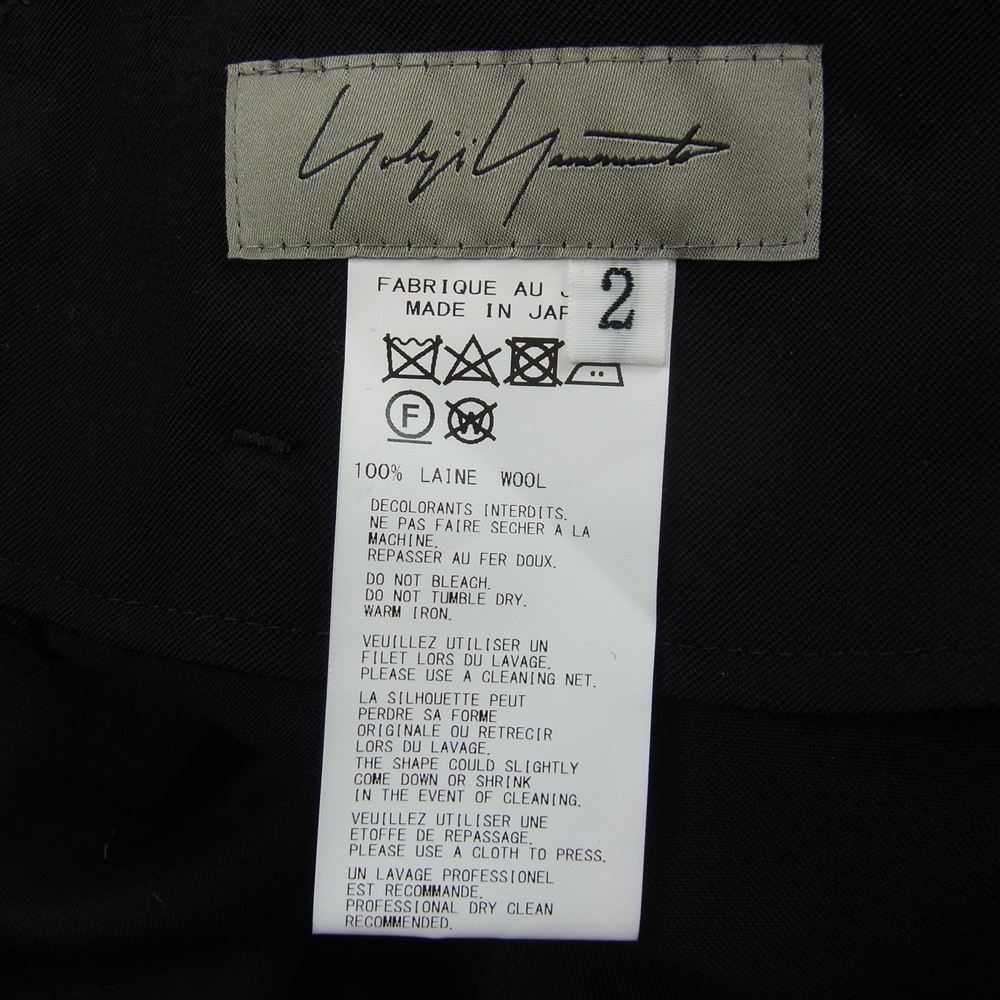 Yohji Yamamoto
2
FABRIQUE AU
MADE IN
F
W
100% LAINE WOOL
DECOLORANTS INTERDITS.
NE PAS FAIRE SECHER A LA
MACHINE.
REPASSER AU FER DOUX.
DO NOT BLEACH.
DO NOT TUMBLE DRY.
WARM IRON.
VEUILLEZ UTILISER UN
FILET LORS DU LAVAGE.
PLEASE USE A CLEANING NET.
LA SILHOUETTE PEUT
PERDRE SA FORME
ORIGINALE OU RETRECIR
LORS DU LAVAGE.
THE SHAPE COULD SLIGHTLY
COME DOWN OR SHRINK
IN THE EVENT OF CLEANING.
VEUILLEZ UTILISER UNE
ETOFFE DE REPASSAGE.
PLEASE USE A CLOTH TO PRESS.
UN LAVAGE PROFESSIONEL
EST RECOMMANDE.
PROFESSIONAL DRY CLEAN
RECOMMENDED.